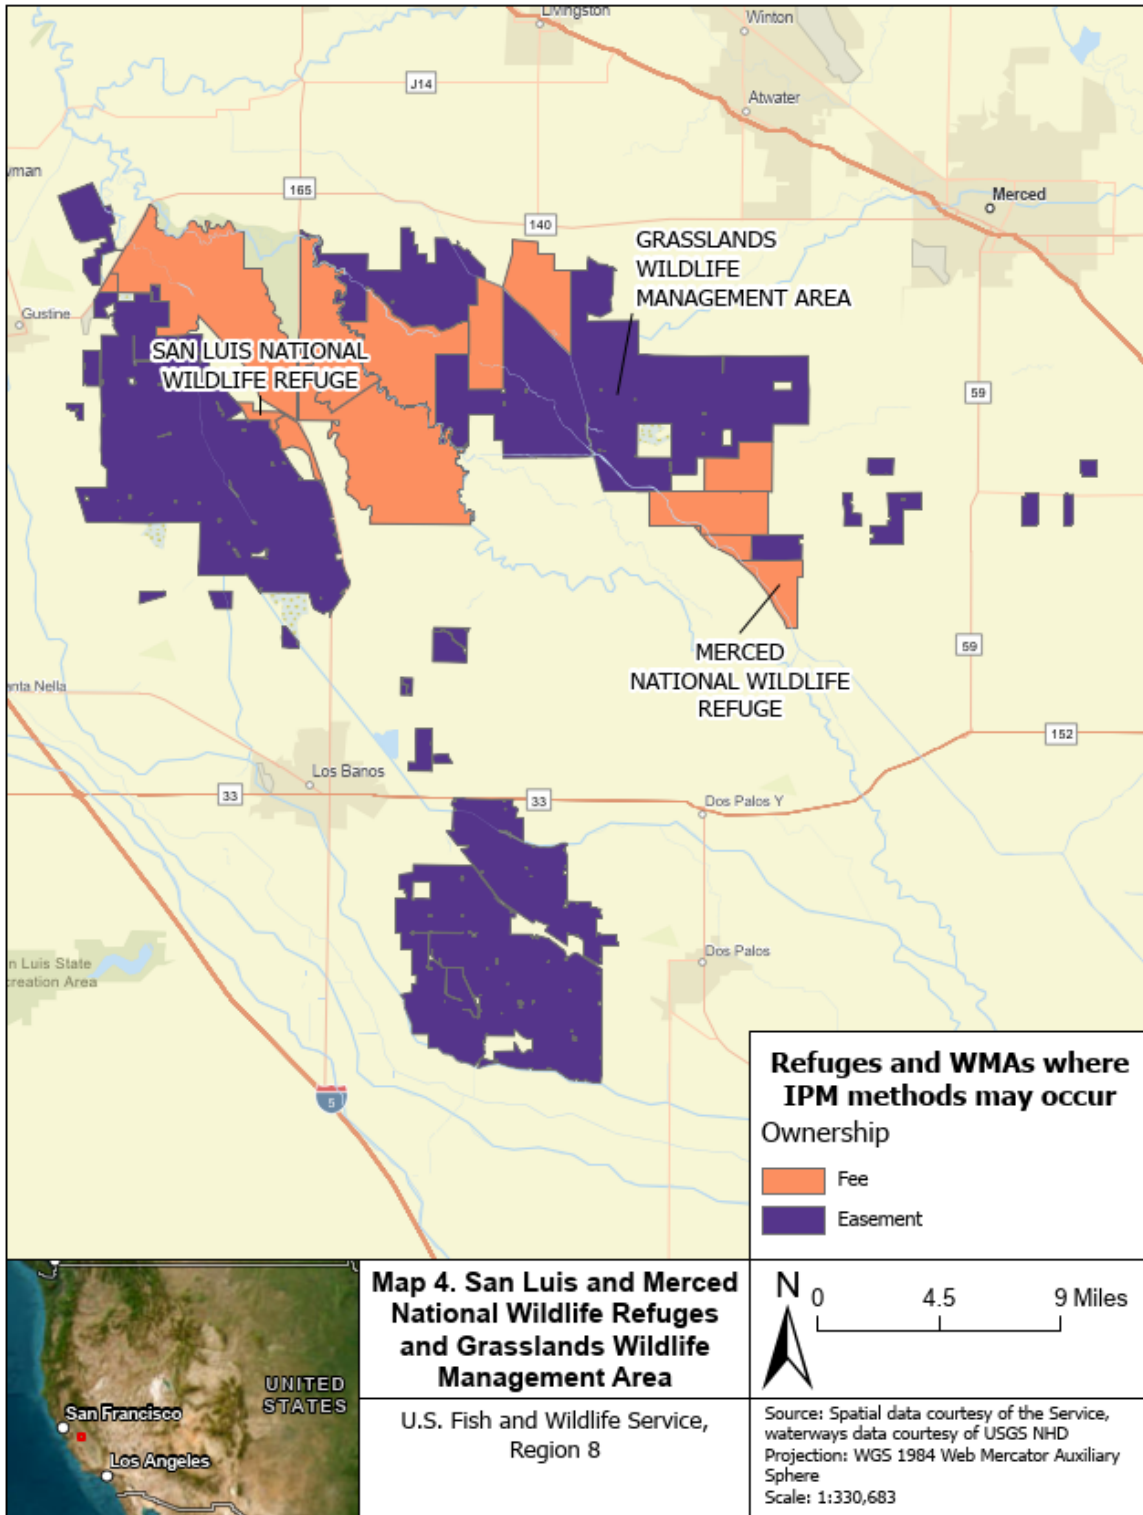 Livingston
Winton
J14
Atwater
wman
165
Merced
140
GRASSLANDS
WILDLIFE
MANAGEMENT AREA
Gustine
SAN LUIS NATIONAL
WILDLIFE REFUGE
59
59
MERCED
NATIONAL WILDLIFE
REFUGE
anta Nella
152
Los Banos
33
33
Dos Palos Y
Dos Palos
n Luis State
creation Area
5
Refuges and WMAs where
IPM methods may occur
Ownership
Fee
Easement
Map 4. San Luis and Merced
National Wildlife Refuges
and Grasslands Wildlife
Management Area
U.S. Fish and Wildlife Service,
Region 8
N
0 4.5 9 Miles
UNITED
STATES
San Francisco
Los Angeles
Source: Spatial data courtesy of the Service,
waterways data courtesy of USGS NHD
Projection: WGS 1984 Web Mercator Auxiliary
Sphere
Scale: 1:330,683